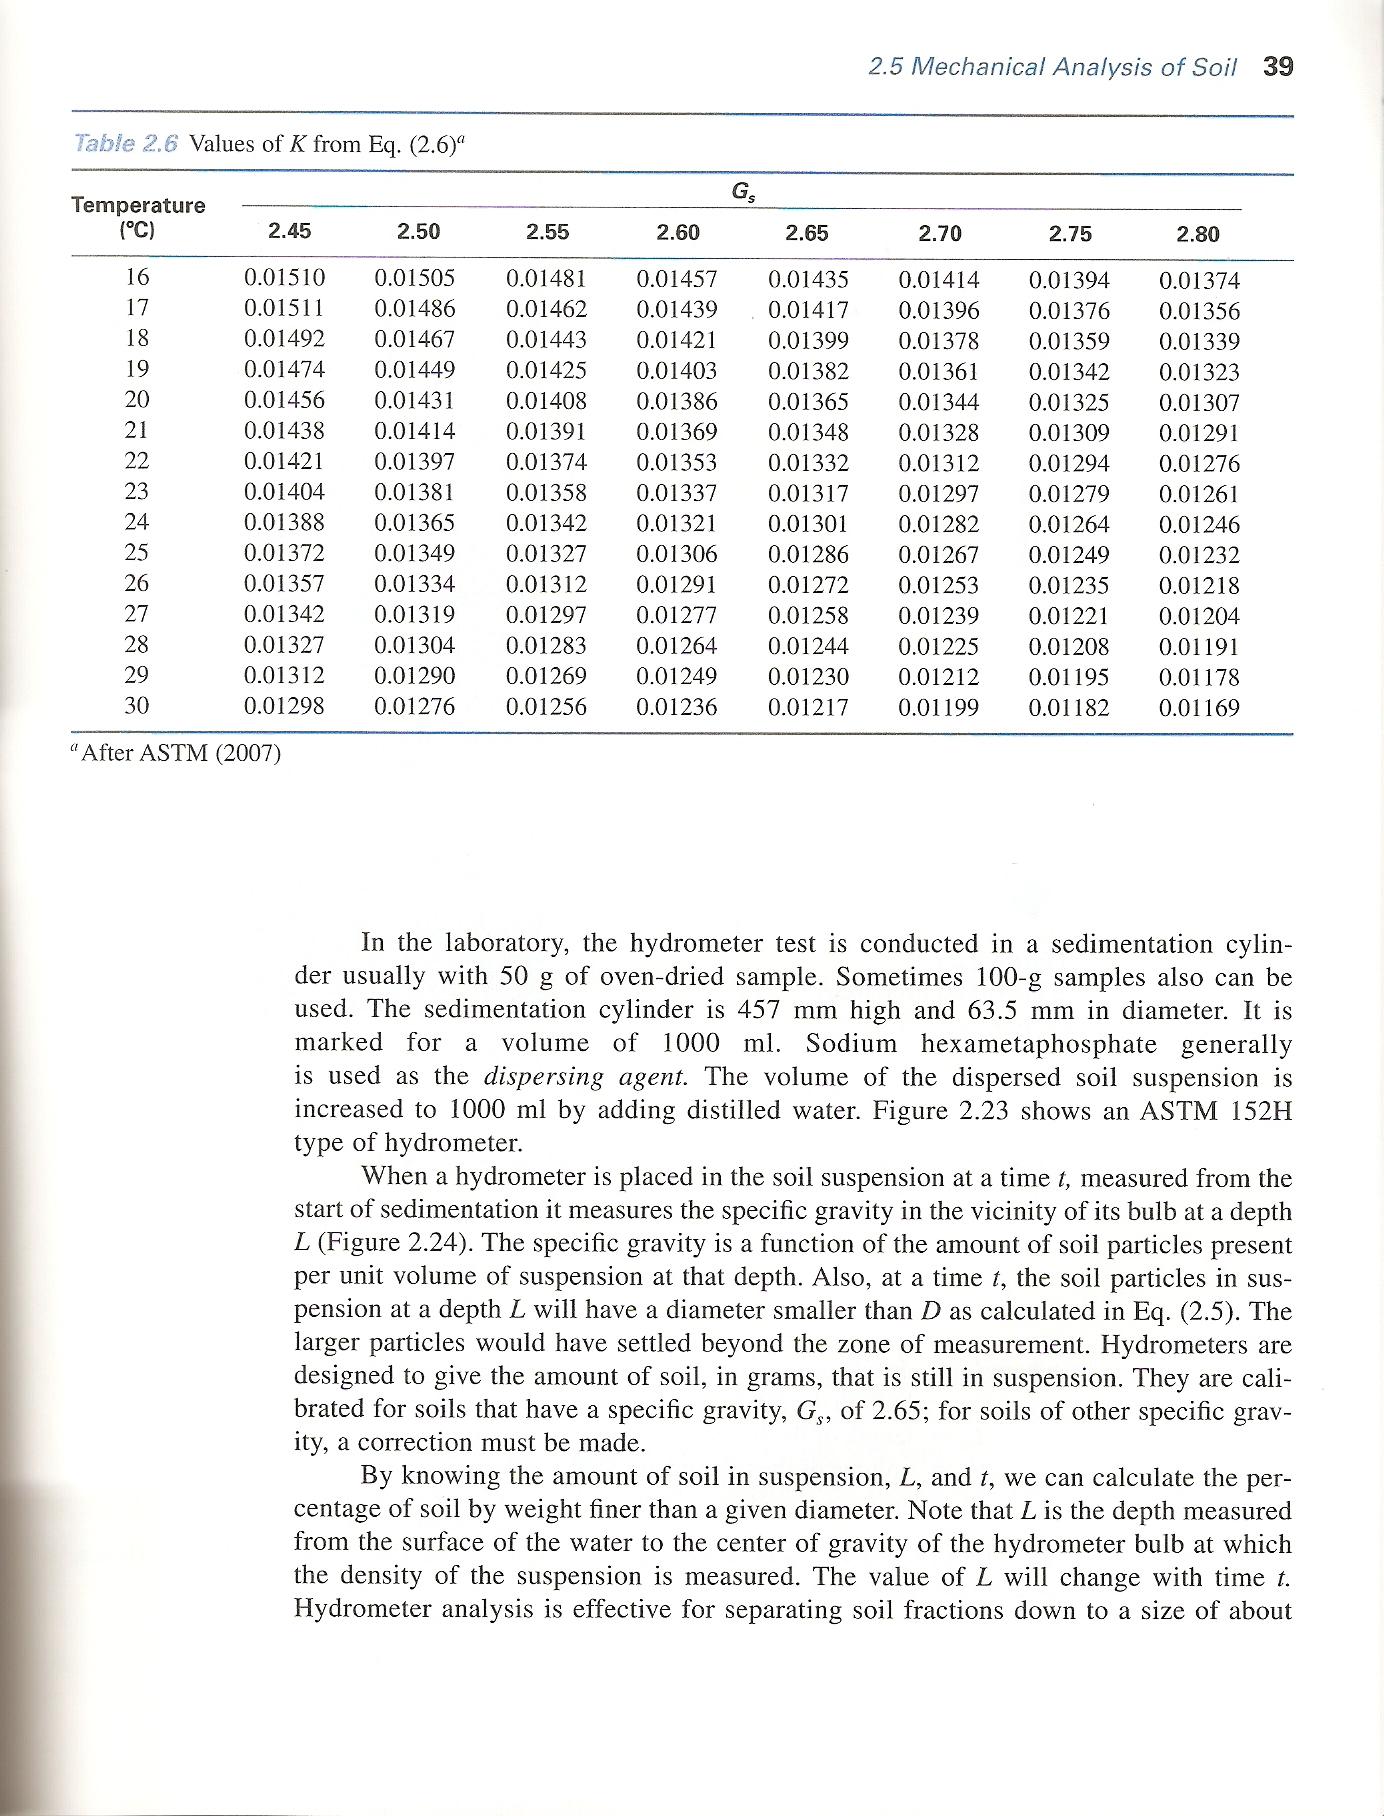 2.5 Mechanical Analysis of Soil 39
Table 2.6 Values of K from Eq. (2.6)a
Gs
Temperature
(°C) 2.45 2.50 2.55 2.60 2.65 2.70 2.75 2.80
16 0.01510 0.01505 0.01481 0.01457 0.01435 0.01414 0.01394 0.01374
17 0.01511 0.01486 0.01462 0.01439 0.01417 0.01396 0.01376 0.01356
18 0.01492 0.01467 0.01443 0.01421 0.01399 0.01378 0.01359 0.01339
19 0.01474 0.01449 0.01425 0.01403 0.01382 0.01361 0.01342 0.01323
20 0.01456 0.01431 0.01408 0.01386 0.01365 0.01344 0.01325 0.01307
21 0.01438 0.01414 0.01391 0.01369 0.01348 0.01328 0.01309 0.01291
22 0.01421 0.01397 0.01374 0.01353 0.01332 0.01312 0.01294 0.01276
23 0.01404 0.01381 0.01358 0.01337 0.01317 0.01297 0.01279 0.01261
24 0.01388 0.01365 0.01342 0.01321 0.01301 0.01282 0.01264 0.01246
25 0.01372 0.01349 0.01327 0.01306 0.01286 0.01267 0.01249 0.01232
26 0.01357 0.01334 0.01312 0.01291 0.01272 0.01253 0.01235 0.01218
27 0.01342 0.01319 0.01297 0.01277 0.01258 0.01239 0.01221 0.01204
28 0.01327 0.01304 0.01283 0.01264 0.01244 0.01225 0.01208 0.01191
29 0.01312 0.01290 0.01269 0.01249 0.01230 0.01212 0.01195 0.01178
30 0.01298 0.01276 0.01256 0.01236 0.01217 0.01199 0.01182 0.01169
a After ASTM (2007)
In the laboratory, the hydrometer test is conducted in a sedimentation cylin-
der usually with 50 g of oven-dried sample. Sometimes 100-g samples also can be
used. The sedimentation cylinder is 457 mm high and 63.5 mm in diameter. It is
marked for a volume of 1000 ml. Sodium hexametaphosphate generally
is used as the dispersing agent. The volume of the dispersed soil suspension is
increased to 1000 ml by adding distilled water. Figure 2.23 shows an ASTM 152H
type of hydrometer.
When a hydrometer is placed in the soil suspension at a time t, measured from the
start of sedimentation it measures the specific gravity in the vicinity of its bulb at a depth
L (Figure 2.24). The specific gravity is a function of the amount of soil particles present
per unit volume of suspension at that depth. Also, at a time t, the soil particles in sus-
pension at a depth L will have a diameter smaller than D as calculated in Eq. (2.5). The
larger particles would have settled beyond the zone of measurement. Hydrometers are
designed to give the amount of soil, in grams, that is still in suspension. They are cali-
brated for soils that have a specific gravity, Gs, of 2.65; for soils of other specific grav-
ity, a correction must be made.
By knowing the amount of soil in suspension, L, and t, we can calculate the per-
centage of soil by weight finer than a given diameter. Note that L is the depth measured
from the surface of the water to the center of gravity of the hydrometer bulb at which
the density of the suspension is measured. The value of L will change with time t.
Hydrometer analysis is effective for separating soil fractions down to a size of about